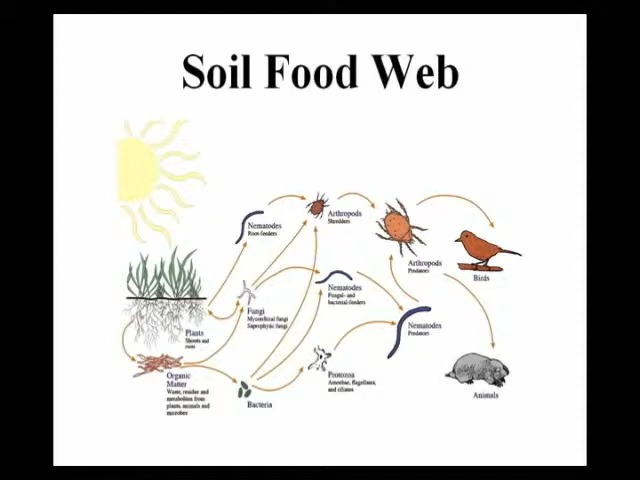 Soil Food Web
Nematodes
Root-feeders
Arthropods
Shredders
Arthropods
Predators
Birds
Nematodes
Fungal- and
bacterial-feeders
Fungi
Mycorrhizal fungi
Saprophytic fungi
Plants
Shoots and
roots
Nematodes
Predators
Organic
Matter
Waste, residue and
metabolites from
plants, animals and
microbes
Bacteria
Protozoa
Amoebae, flagellates,
and ciliates
Animals